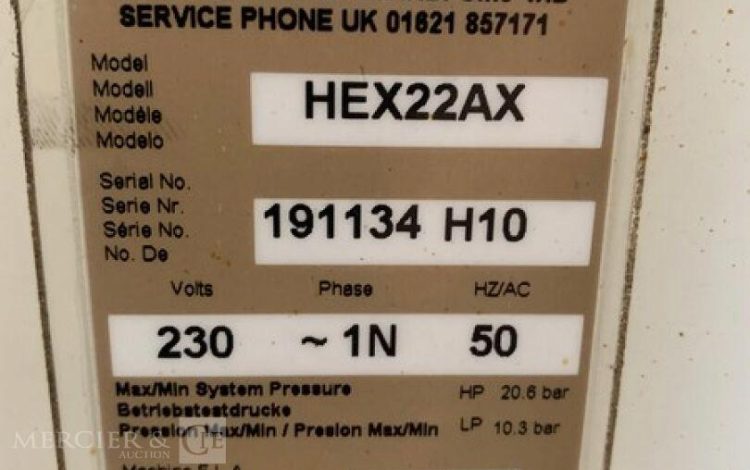 SERVICE PHONE UK 01621 857171
Model
Modell
Modèle
Modelo
HEX22AX
Serial No.
Serie Nr.
Série No.
No. De
191134 H10
Volts Phase HZ/AC
230 ~ 1N 50
Max/Min System Pressure
Betriebstestdrucke
Pression Max/Min / Presion Max/Min
HP 20.6 bar
LP 10.3 bar
MERCIER & CIE
AUCTION